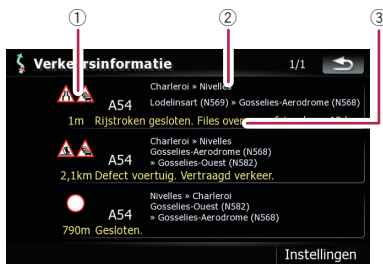 ① ② ③
Verkeersinformatie 1/1
Charleroi » Nivelles
A54 Lodelinsart (N569) » Gosselies-Aerodrome (N568)
1m Rijstroken gesloten. Files over
Charleroi » Nivelles
Gosselies-Aerodrome (N568)
A54 » Gosselies-Ouest (N582)
2,1km Defect voertuig. Vertraagd verkeer.
Nivelles » Charleroi
Gosselies-Ouest (N582)
A54 » Gosselies-Aerodrome (N568)
790m Gesloten.
Instellingen